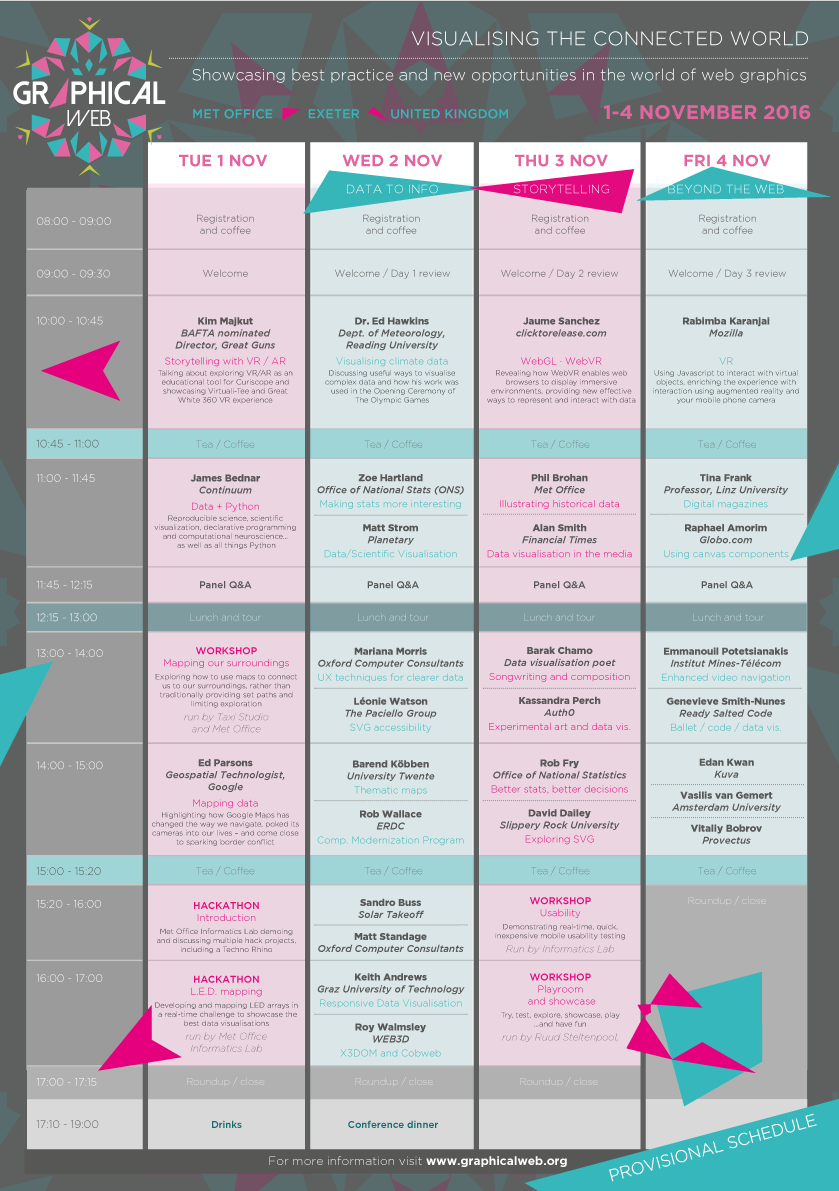 VISUALISING THE CONNECTED WORLD
Showcasing best practice and new opportunities in the world of web graphics
GRAPHICAL
WEB
MET OFFICE EXETER UNITED KINGDOM
1-4 NOVEMBER 2016
TUE 1 NOV
WED 2 NOV
THU 3 NOV
FRI 4 NOV
DATA TO INFO
STORYTELLING
BEYOND THE WEB
08:00 - 09:00
Registration
and coffee
Registration
and coffee
Registration
and coffee
Registration
and coffee
09:00 - 09:30
Welcome
Welcome / Day 1 review
Welcome / Day 2 review
Welcome / Day 3 review
10:00 - 10:45
Kim Majkut
BAFTA nominated
Director, Great Guns
Storytelling with VR / AR
Talking about exploring VR/AR as an
educational tool for Curiscope and
showcasing Virtuali-Tee and Great
White 360 VR experience
Dr. Ed Hawkins
Dept. of Meteorology,
Reading University
Visualising climate data
Discussing useful ways to visualise
complex data and how his work was
used in the Opening Ceremony of
The Olympic Games
Jaume Sanchez
clicktorelease.com
WebGL - WebVR
Revealing how WebVR enables web
browsers to display immersive
environments, providing new effective
ways to represent and interact with data
Rabimba Karanjai
Mozilla
VR
Using Javascript to interact with virtual
objects, enriching the experience with
interaction using augmented reality and
your mobile phone camera
10:45 - 11:00
Tea / Coffee
Tea / Coffee
Tea / Coffee
Tea / Coffee
11:00 - 11:45
James Bednar
Continuum
Data + Python
Reproducible science, scientific
visualization, declarative programming
and computational neuroscience...
as well as all things Python
Zoe Hartland
Office of National Stats (ONS)
Making stats more interesting
Matt Strom
Planetary
Data/Scientific Visualisation
Phil Brohan
Met Office
Illustrating historical data
Alan Smith
Financial Times
Data visualisation in the media
Tina Frank
Professor, Linz University
Digital magazines
Raphael Amorim
Globo.com
Using canvas components
11:45 - 12:15
Panel Q&A
Panel Q&A
Panel Q&A
Panel Q&A
12:15 - 13:00
Lunch and tour
Lunch and tour
Lunch and tour
Lunch and tour
13:00 - 14:00
WORKSHOP
Mapping our surroundings
Exploring how to use maps to connect
us to our surroundings, rather than
traditionally providing set paths and
limiting exploration
run by Taxi Studio
and Met Office
Mariana Morris
Oxford Computer Consultants
UX techniques for clearer data
Léonie Watson
The Paciello Group
SVG accessibility
Barak Chamo
Data visualisation poet
Songwriting and composition
Kassandra Perch
Auth0
Experimental art and data vis.
Emmanouil Potetsianakis
Institut Mines-Télécom
Enhanced video navigation
Genevieve Smith-Nunes
Ready Salted Code
Ballet / code / data vis.
14:00 - 15:00
Ed Parsons
Geospatial Technologist,
Google
Mapping data
Highlighting how Google Maps has
changed the way we navigate, poked its
cameras into our lives – and come close
to sparking border conflict
Barend Köbben
University Twente
Thematic maps
Rob Wallace
ERDC
Comp. Modernization Program
Rob Fry
Office of National Statistics
Better stats, better decisions
David Dailey
Slippery Rock University
Exploring SVG
Edan Kwan
Kuva
Vasilis van Gemert
Amsterdam University
Vitaliy Bobrov
Provectus
15:00 - 15:20
Tea / Coffee
Tea / Coffee
Tea / Coffee
Tea / Coffee
15:20 - 16:00
HACKATHON
Introduction
Met Office Informatics Lab demoing
and discussing multiple hack projects,
including a Techno Rhino
Sandro Buss
Solar Takeoff
Matt Standage
Oxford Computer Consultants
WORKSHOP
Usability
Demonstrating real-time, quick,
inexpensive mobile usability testing
Run by Informatics Lab
Roundup / close
16:00 - 17:00
HACKATHON
L.E.D. mapping
Developing and mapping LED arrays in
a real-time challenge to showcase the
best data visualisations
run by Met Office
Informatics Lab
Keith Andrews
Graz University of Technology
Responsive Data Visualisation
Roy Walmsley
WEB3D
X3DOM and Cobweb
WORKSHOP
Playroom
and showcase
Try, test, explore, showcase, play
...and have fun
run by Ruud Steltenpool,
17:00 - 17:15
Roundup / close
Roundup / close
Roundup / close
17:10 - 19:00
Drinks
Conference dinner
For more information visit www.graphicalweb.org
PROVISIONAL SCHEDULE